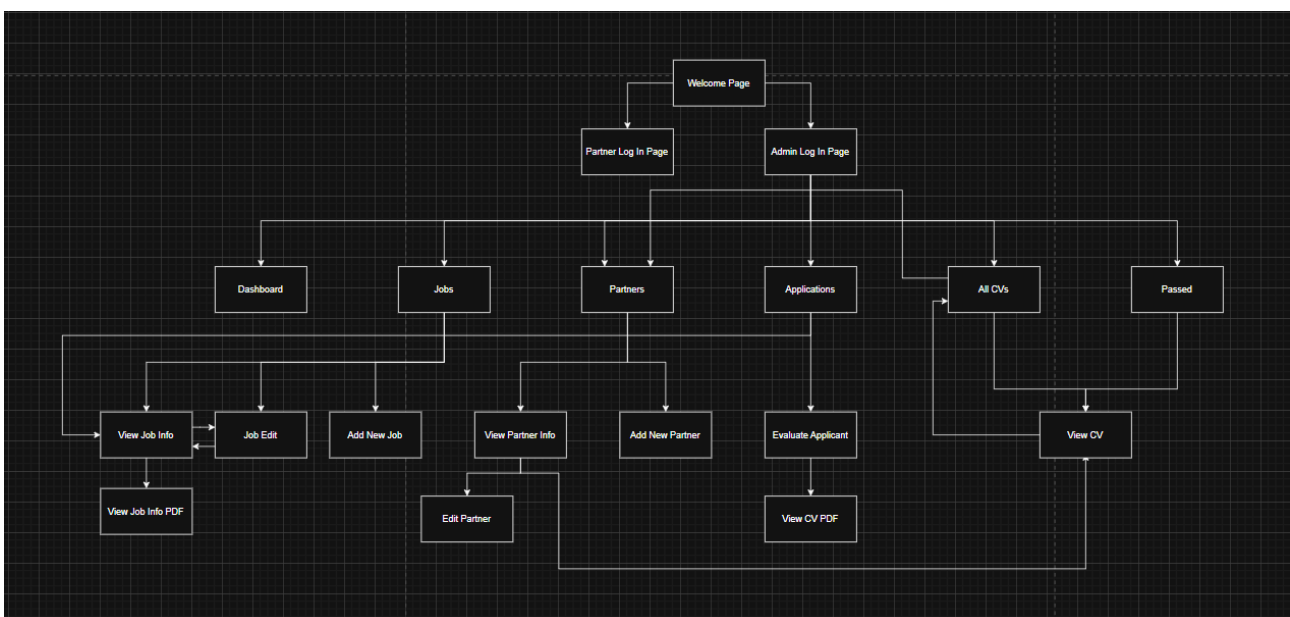 Welcome Page
Partner Log In Page
Admin Log In Page
Dashboard
Jobs
Partners
Applications
All CVs
Passed
View Job Info
Job Edit
Add New Job
View Partner Info
Add New Partner
Evaluate Applicant
View CV
View Job Info PDF
Edit Partner
View CV PDF